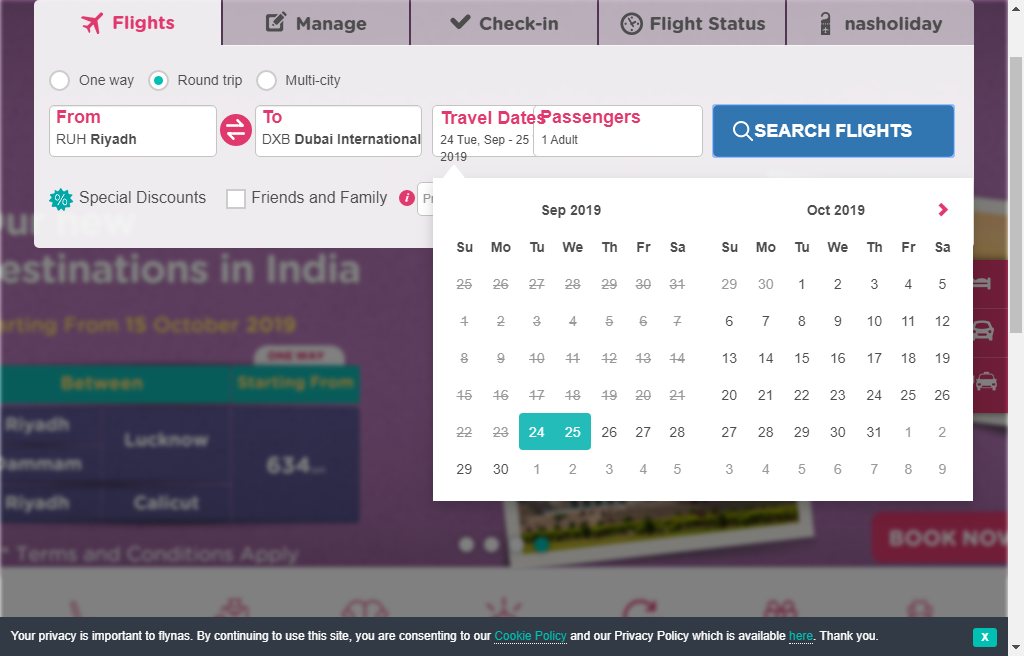 Flights
Manage
Check-in
Flight Status
nasholiday
One way
Round trip
Multi-city
From
RUH Riyadh
To
DXB Dubai International
Travel Dates
24 Tue, Sep - 25
2019
Passengers
1 Adult
SEARCH FLIGHTS
Special Discounts
Friends and Family
i
Sep 2019
Su Mo Tu We Th Fr Sa
25 26 27 28 29 30 31
1 2 3 4 5 6 7
8 9 10 11 12 13 14
15 16 17 18 19 20 21
22 23 24 25 26 27 28
29 30 1 2 3 4 5
Oct 2019
Su Mo Tu We Th Fr Sa
29 30 1 2 3 4 5
6 7 8 9 10 11 12
13 14 15 16 17 18 19
20 21 22 23 24 25 26
27 28 29 30 31 1 2
3 4 5 6 7 8 9
Our new
estinations in India
arting From 15 October 2019
ONE WAY
Between
Starting From
Riyadh
Lucknow
Dammam
634
Riyadh
Calicut
* Terms and Conditions Apply
BOOK NOW
Your privacy is important to flynas. By continuing to use this site, you are consenting to our Cookie Policy and our Privacy Policy which is available here. Thank you.
X